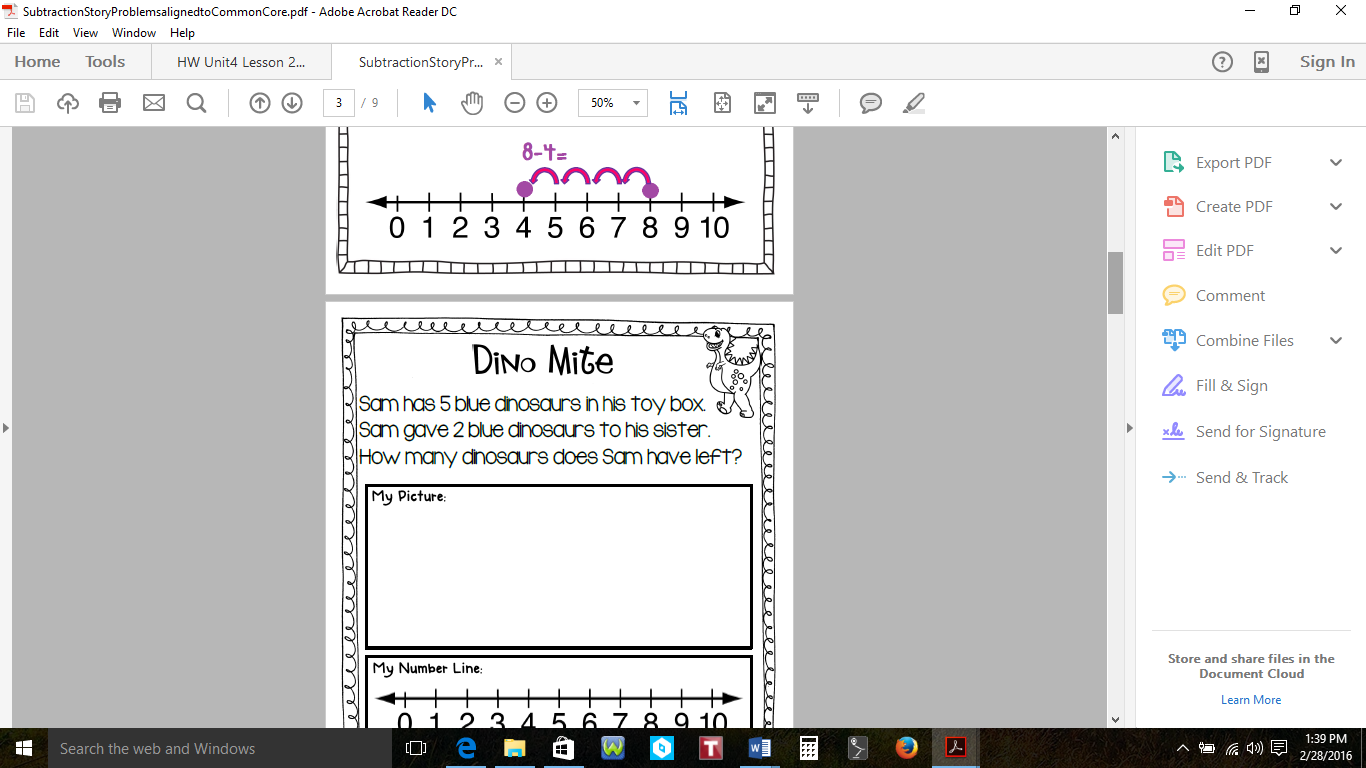 SubtractionStoryProblemsalignedtoCommonCore.pdf - Adobe Acrobat Reader DC
File Edit View Window Help
Home Tools HW Unit4 Lesson 2... SubtractionStoryPr... × ? Sign In
3 / 9 50%
8-4=
0 1 2 3 4 5 6 7 8 9 10
Dino Mite
Sam has 5 blue dinosaurs in his toy box.
Sam gave 2 blue dinosaurs to his sister.
How many dinosaurs does Sam have left?
My Picture:
My Number Line:
0 1 2 3 4 5 6 7 8 9 10
Export PDF
Create PDF
Edit PDF
Comment
Combine Files
Fill & Sign
Send for Signature
Send & Track
Store and share files in the
Document Cloud
Learn More
Search the web and Windows
1:39 PM
2/28/2016